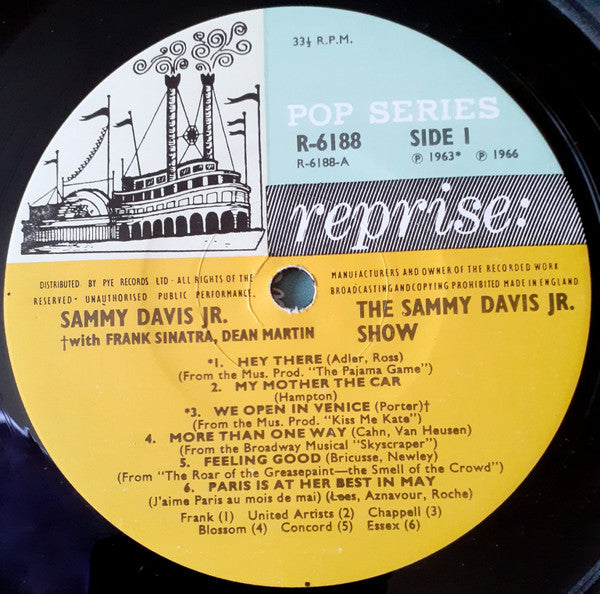 33⅓ R.P.M.
POP SERIES
R-6188 SIDE 1
R-6188-A ℗ 1963* ℗ 1966
reprise:
DISTRIBUTED BY PYE RECORDS LTD · ALL RIGHTS OF THE
RESERVED · UNAUTHORISED PUBLIC PERFORMANCE.
MANUFACTURERS AND OWNER OF THE RECORDED WORK
BROADCASTING AND COPYING PROHIBITED MADE IN ENGLAND
SAMMY DAVIS JR.
†with FRANK SINATRA, DEAN MARTIN
THE SAMMY DAVIS JR.
SHOW
*1. HEY THERE (Adler, Ross)
(From the Mus. Prod. "The Pajama Game")
2. MY MOTHER THE CAR
(Hampton)
*3. WE OPEN IN VENICE (Porter)†
(From the Mus. Prod. "Kiss Me Kate")
4. MORE THAN ONE WAY (Cahn, Van Heusen)
(From the Broadway Musical "Skyscraper")
5. FEELING GOOD (Bricusse, Newley)
(From "The Roar of the Greasepaint—the Smell of the Crowd")
6. PARIS IS AT HER BEST IN MAY
(J'aime Paris au mois de mai) (Lees, Aznavour, Roche)
Frank (1) United Artists (2) Chappell (3)
Blossom (4) Concord (5) Essex (6)